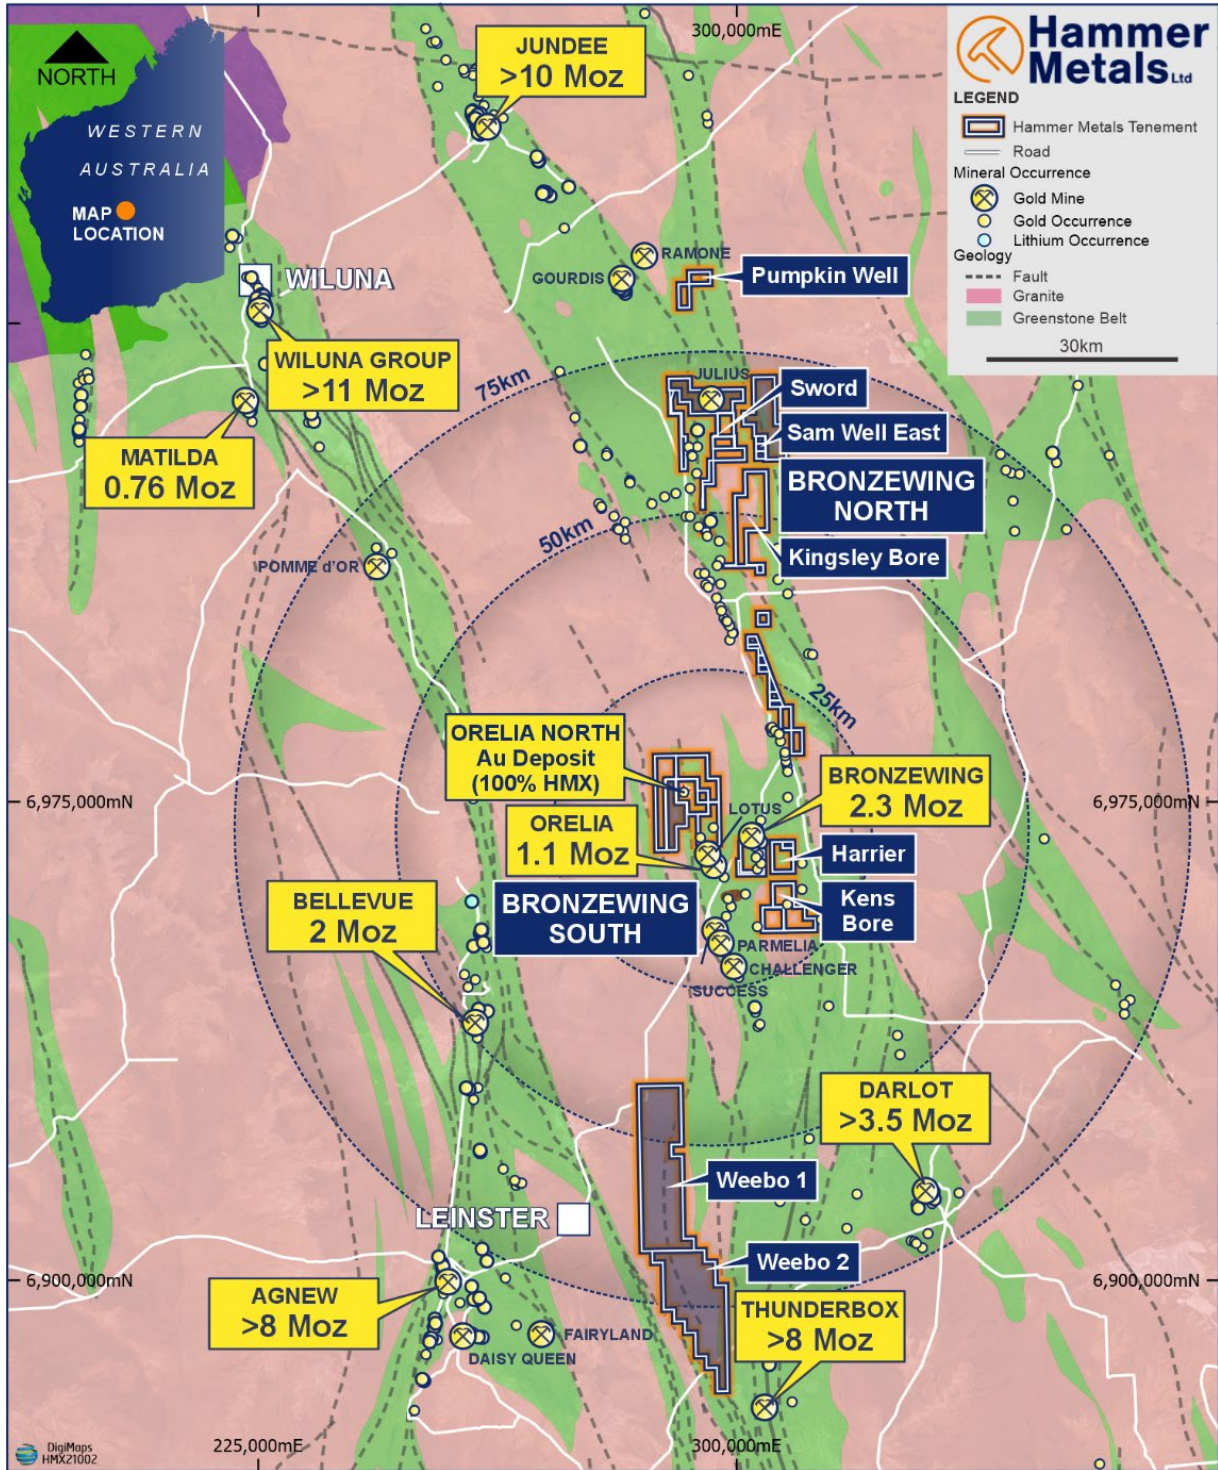 300,000mE
JUNDEE
>10 Moz
NORTH
WESTERN
AUSTRALIA
MAP
LOCATION
Hammer
Metals Ltd
LEGEND
Hammer Metals Tenement
Road
Mineral Occurrence
Gold Mine
Gold Occurrence
Lithium Occurrence
Geology
Fault
Granite
Greenstone Belt
30km
RAMONE
GOURDIS
Pumpkin Well
WILUNA
WILUNA GROUP
>11 Moz
75km
JULIUS
Sword
Sam Well East
MATILDA
0.76 Moz
BRONZEWING
NORTH
50km
Kingsley Bore
POMME d'OR
25km
ORELIA NORTH
Au Deposit
(100% HMX)
BRONZEWING
2.3 Moz
6,975,000mN
6,975,000mN
LOTUS
ORELIA
1.1 Moz
Harrier
BELLEVUE
2 Moz
BRONZEWING
SOUTH
Kens
Bore
PARMELIA
CHALLENGER
SUCCESS
DARLOT
>3.5 Moz
Weebo 1
LEINSTER
Weebo 2
6,900,000mN
6,900,000mN
AGNEW
>8 Moz
THUNDERBOX
>8 Moz
FAIRYLAND
DAISY QUEEN
225,000mE
300,000mE
DigiMaps
HMX21002